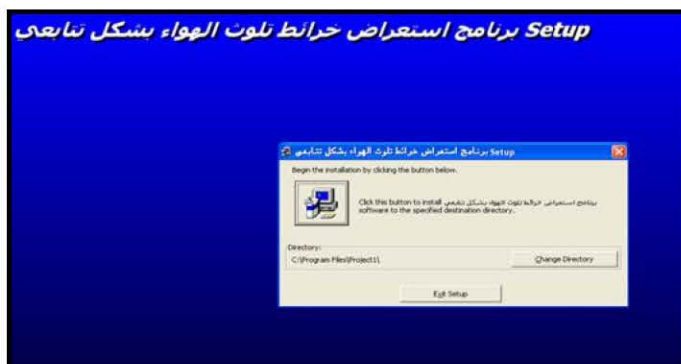 Setup برنامج استعراض خرائط تلوث الهواء بشكل تتابعي
Setup برنامج استعراض خرائط تلوث الهواء بشكل تتابعي
Begin the installation by clicking the button below.
Click this button to install برنامج استعراض خرائط تلوث الهواء بشكل تتابعي
software to the specified destination directory.
Directory:
C:\Program Files\Project1\
Change Directory
Exit Setup